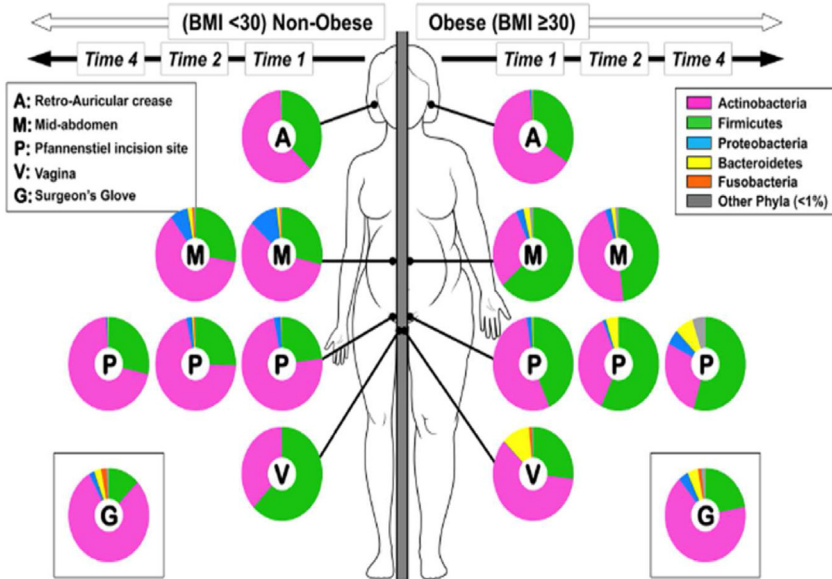 (BMI <30) Non-Obese
Obese (BMI ≥30)
Time 4
Time 2
Time 1
Time 1
Time 2
Time 4
A: Retro-Auricular crease
M: Mid-abdomen
P: Pfannenstiel incision site
V: Vagina
G: Surgeon's Glove
Actinobacteria
Firmicutes
Proteobacteria
Bacteroidetes
Fusobacteria
Other Phyla (<1%)
A
A
M
M
M
M
P
P
P
P
P
P
V
V
G
G